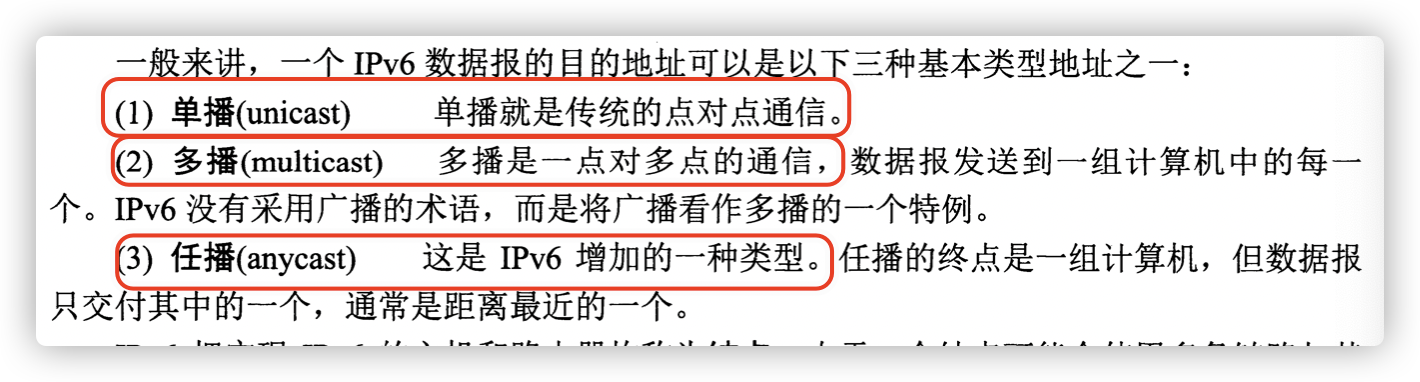 一般来讲，一个 IPv6 数据报的目的地址可以是以下三种基本类型地址之一：
(1) 单播(unicast) 单播就是传统的点对点通信。
(2) 多播(multicast) 多播是一点对多点的通信，数据报发送到一组计算机中的每一
个。IPv6 没有采用广播的术语，而是将广播看作多播的一个特例。
(3) 任播(anycast) 这是 IPv6 增加的一种类型。任播的终点是一组计算机，但数据报
只交付其中的一个，通常是距离最近的一个。